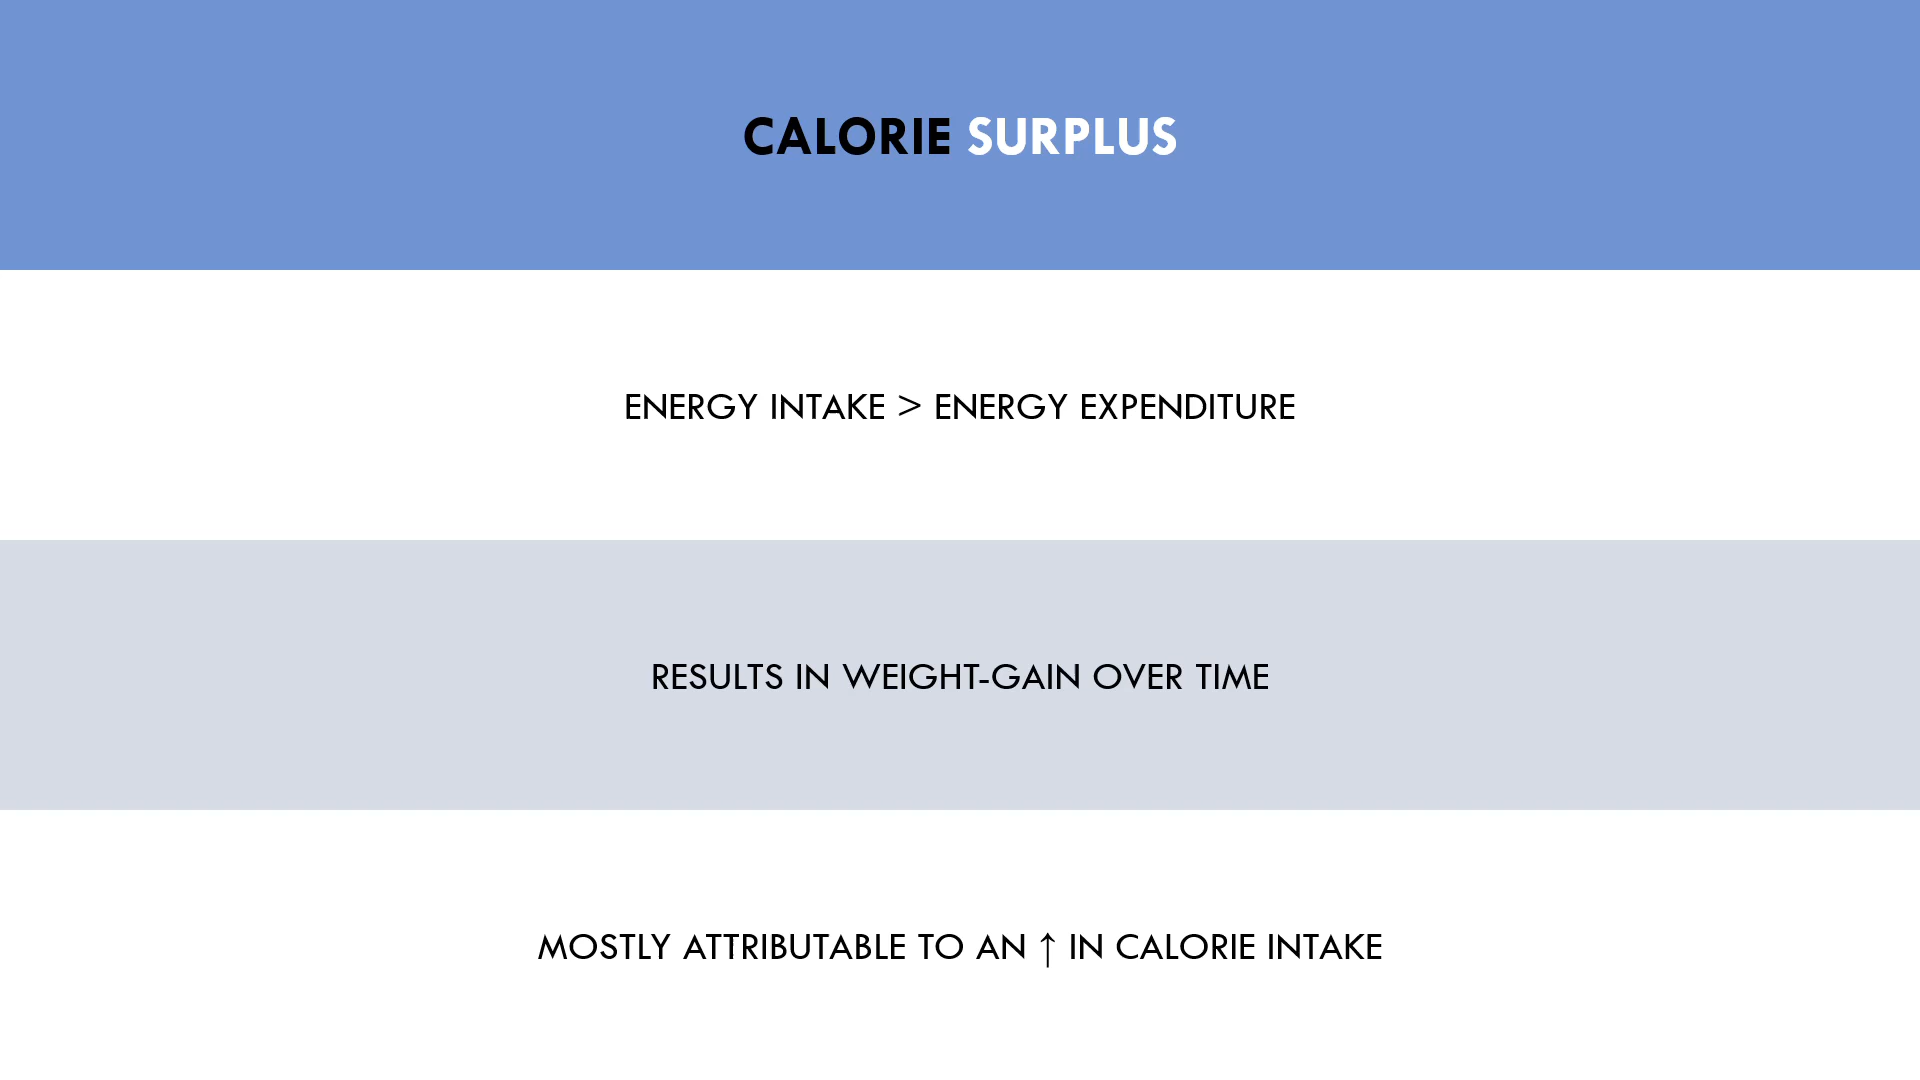 CALORIE SURPLUS
ENERGY INTAKE > ENERGY EXPENDITURE
RESULTS IN WEIGHT-GAIN OVER TIME
MOSTLY ATTRIBUTABLE TO AN ↑ IN CALORIE INTAKE